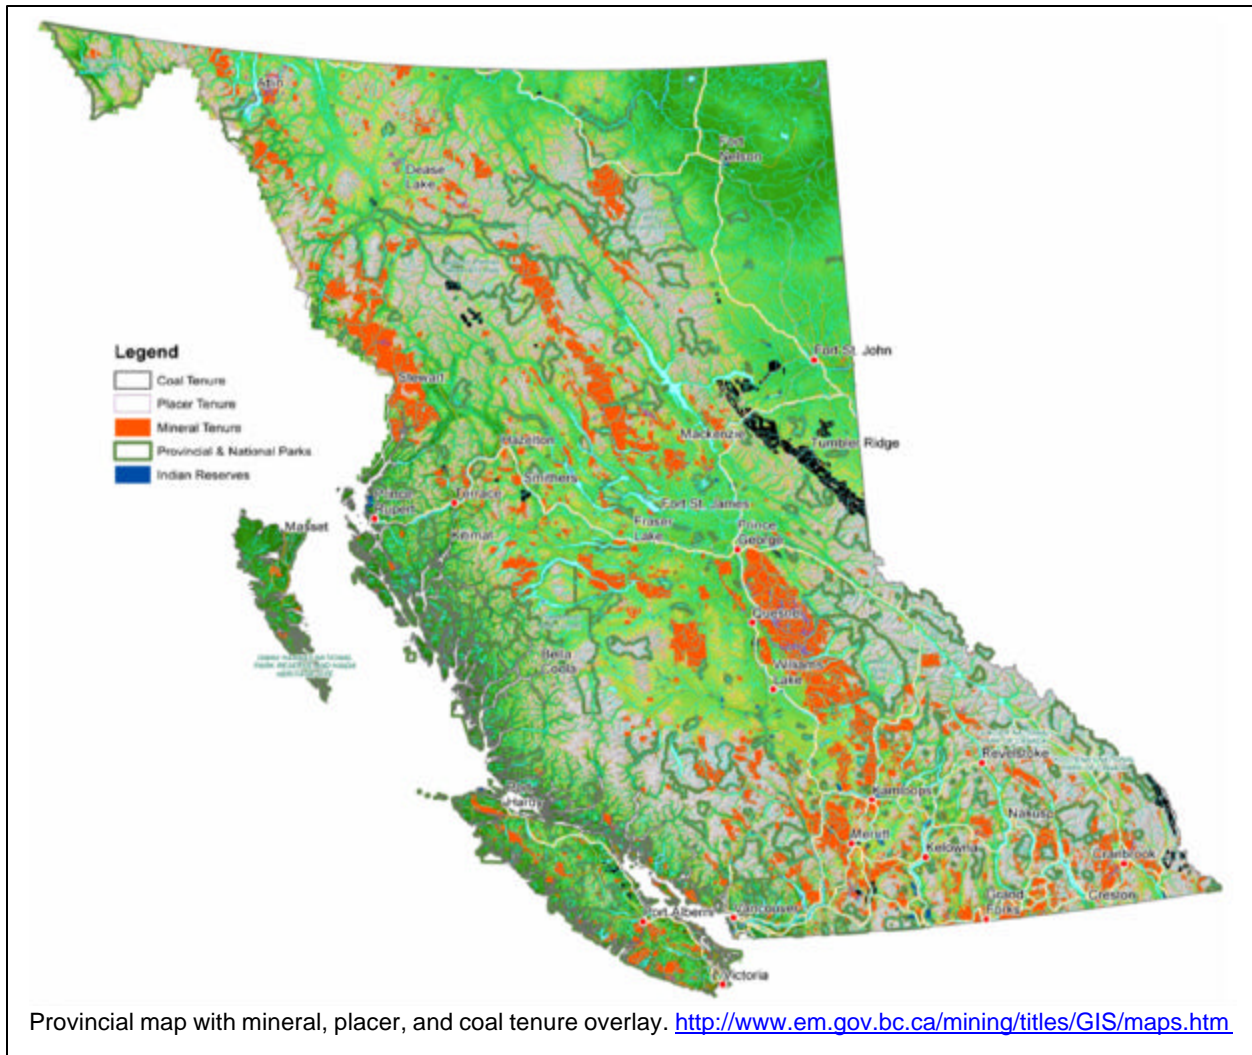 Atlin
Fort
Nelson
Dease
Lake
Fort St. John
Legend
Coal Tenure
Placer Tenure
Mineral Tenure
Provincial & National Parks
Indian Reserves
Stewart
Mackenzie
Tumbler Ridge
Hazelton
Smithers
Prince
Rupert
Terrace
Fort St. James
Masset
Kitimat
Fraser
Lake
Prince
George
Quesnel
Bella
Coola
Williams
Lake
Revelstoke
Port
Hardy
Kamloops
Nakusp
Merritt
Kelowna
Cranbrook
Grand
Forks
Creston
Port Alberni
Vancouver
Victoria
Provincial map with mineral, placer, and coal tenure overlay. http://www.em.gov.bc.ca/mining/titles/GIS/maps.htm